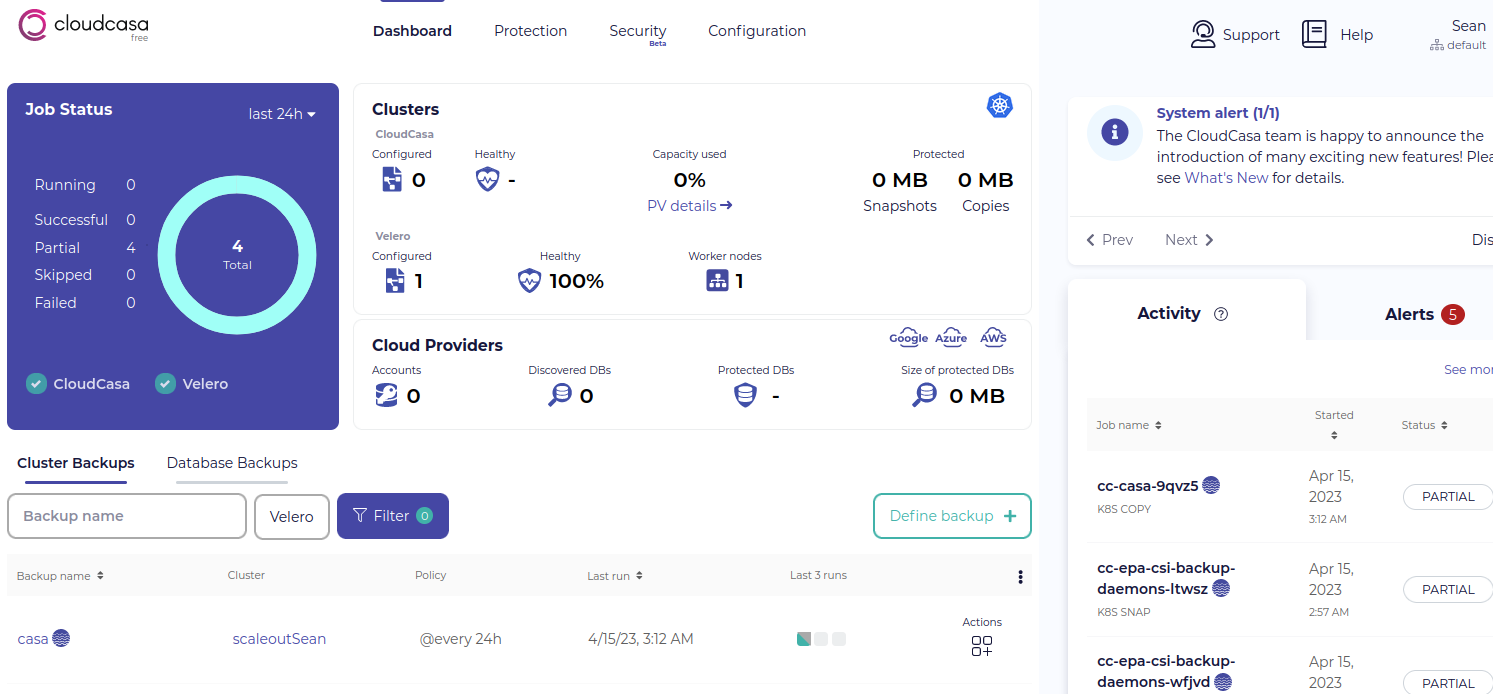 cloudcasa
free
Dashboard
Protection
Security
Beta
Configuration
Support
Help
Sean
default
Job Status
last 24h
Running 0
Successful 0
Partial 4
Skipped 0
Failed 0
4
Total
CloudCasa
Velero
Clusters
CloudCasa
Configured
0
Healthy
-
Capacity used
0%
PV details
Protected
0 MB
Snapshots
0 MB
Copies
Velero
Configured
1
Healthy
100%
Worker nodes
1
Cloud Providers
Google
Azure
AWS
Accounts
0
Discovered DBs
0
Protected DBs
-
Size of protected DBs
0 MB
System alert (1/1)
The CloudCasa team is happy to announce the
introduction of many exciting new features! Plea
see What's New for details.
Prev
Next
Dis
Activity
?
Alerts 5
See mor
Job name
Started
Status
cc-casa-9qvz5
K8S COPY
Apr 15,
2023
3:12 AM
PARTIAL
cc-epa-csi-backup-
daemons-ltwsz
K8S SNAP
Apr 15,
2023
2:57 AM
PARTIAL
cc-epa-csi-backup-
daemons-wfjvd
Apr 15,
2023
PARTIAL
Cluster Backups
Database Backups
Backup name
Velero
Filter 0
Define backup +
Backup name
Cluster
Policy
Last run
Last 3 runs
casa
scaleoutSean
@every 24h
4/15/23, 3:12 AM
Actions